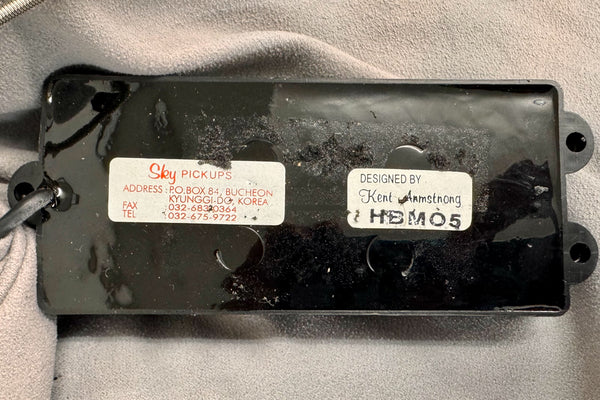 Sky PICKUPS
ADDRESS : P.O.BOX 84, BUCHEON
KYUNGGI-DO, KOREA
FAX : 032-683-0364
TEL : 032-675-9722
DESIGNED BY
Kent Armstrong
HBM05